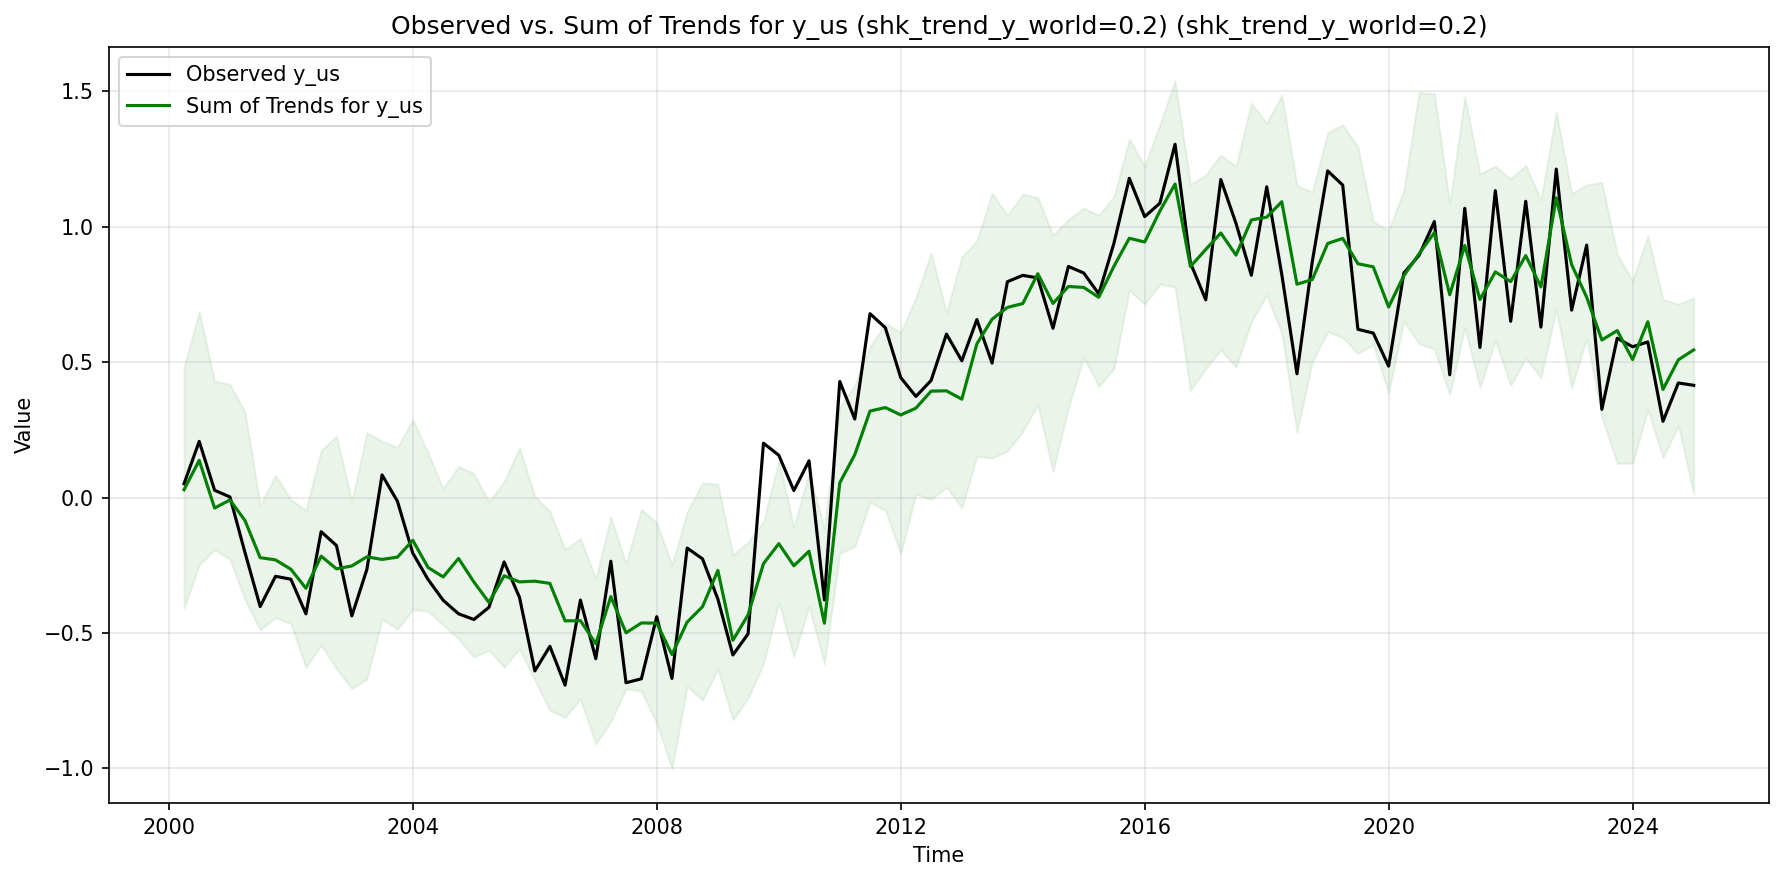 Observed vs. Sum of Trends for y_us (shk_trend_y_world=0.2) (shk_trend_y_world=0.2)
Observed y_us
Sum of Trends for y_us
1.5
1.0
0.5
0.0
−0.5
−1.0
Value
2000
2004
2008
2012
2016
2020
2024
Time